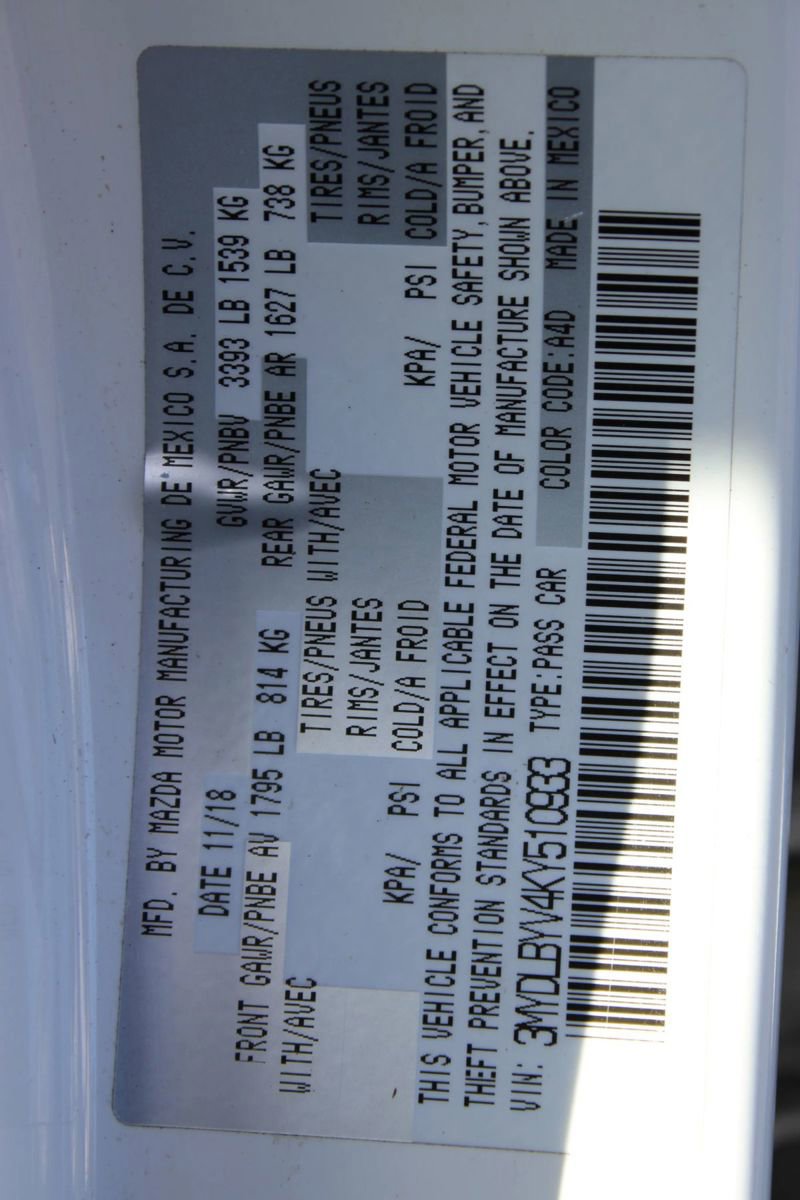 MFD. BY MAZDA MOTOR MANUFACTURING DE MEXICO S.A. DE C.V.
DATE 11/18 GVWR/PNBV 3393 LB 1539 KG
FRONT GAWR/PNBE AV 1795 LB 814 KG REAR GAWR/PNBE AR 1627 LB 738 KG
WITH/AVEC TIRES/PNEUS WITH/AVEC TIRES/PNEUS
RIMS/JANTES RIMS/JANTES
KPA/ PSI COLD/A FROID KPA/ PSI COLD/A FROID
THIS VEHICLE CONFORMS TO ALL APPLICABLE FEDERAL MOTOR VEHICLE SAFETY, BUMPER, AND
THEFT PREVENTION STANDARDS IN EFFECT ON THE DATE OF MANUFACTURE SHOWN ABOVE.
VIN: 3MYDLBYV4KY510933 TYPE:PASS CAR COLOR CODE:A4D MADE IN MEXICO